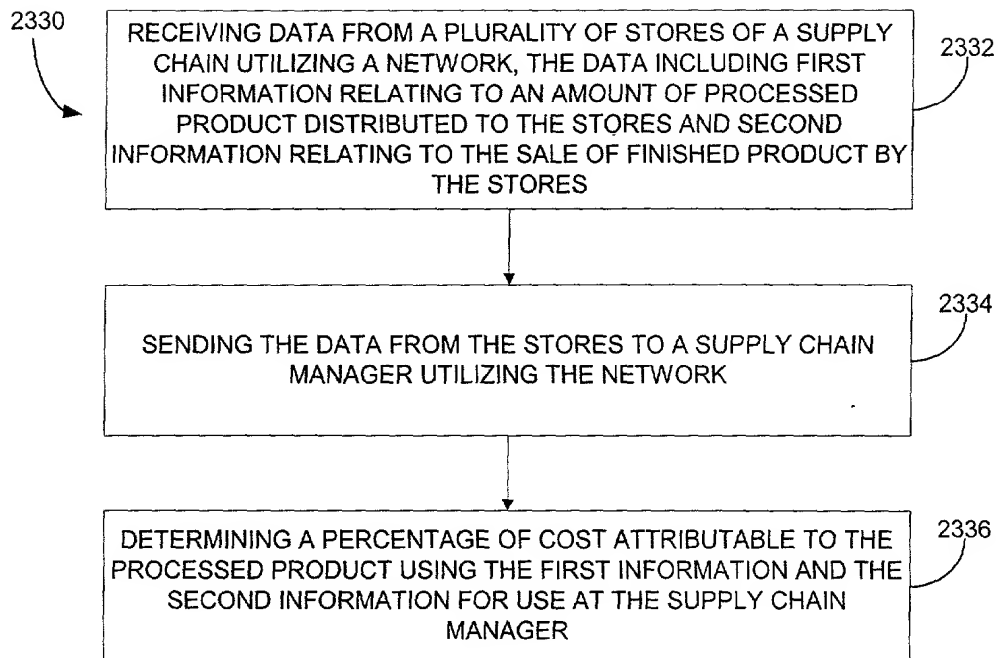 2330
RECEIVING DATA FROM A PLURALITY OF STORES OF A SUPPLY
CHAIN UTILIZING A NETWORK, THE DATA INCLUDING FIRST
INFORMATION RELATING TO AN AMOUNT OF PROCESSED
PRODUCT DISTRIBUTED TO THE STORES AND SECOND
INFORMATION RELATING TO THE SALE OF FINISHED PRODUCT BY
THE STORES
2332
SENDING THE DATA FROM THE STORES TO A SUPPLY CHAIN
MANAGER UTILIZING THE NETWORK
2334
DETERMINING A PERCENTAGE OF COST ATTRIBUTABLE TO THE
PROCESSED PRODUCT USING THE FIRST INFORMATION AND THE
SECOND INFORMATION FOR USE AT THE SUPPLY CHAIN
MANAGER
2336